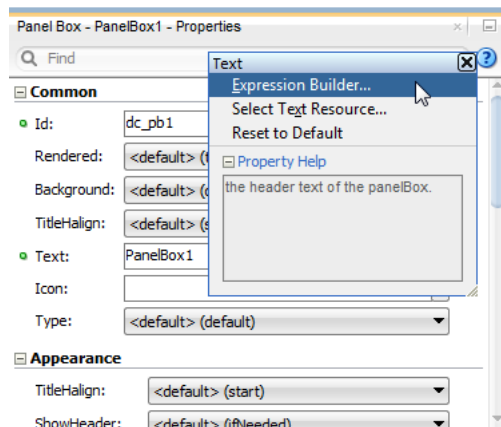 Panel Box - PanelBox1 - Properties
Find
Text
Expression Builder...
Select Text Resource...
Reset to Default
Property Help
the header text of the panelBox.
Common
Id: dc_pb1
Rendered: <default> (t
Background: <default> (
TitleHalign: <default> (s
Text: PanelBox1
Icon:
Type: <default> (default)
Appearance
TitleHalign: <default> (start)
ShowHeader: <default> (ifNeeded)